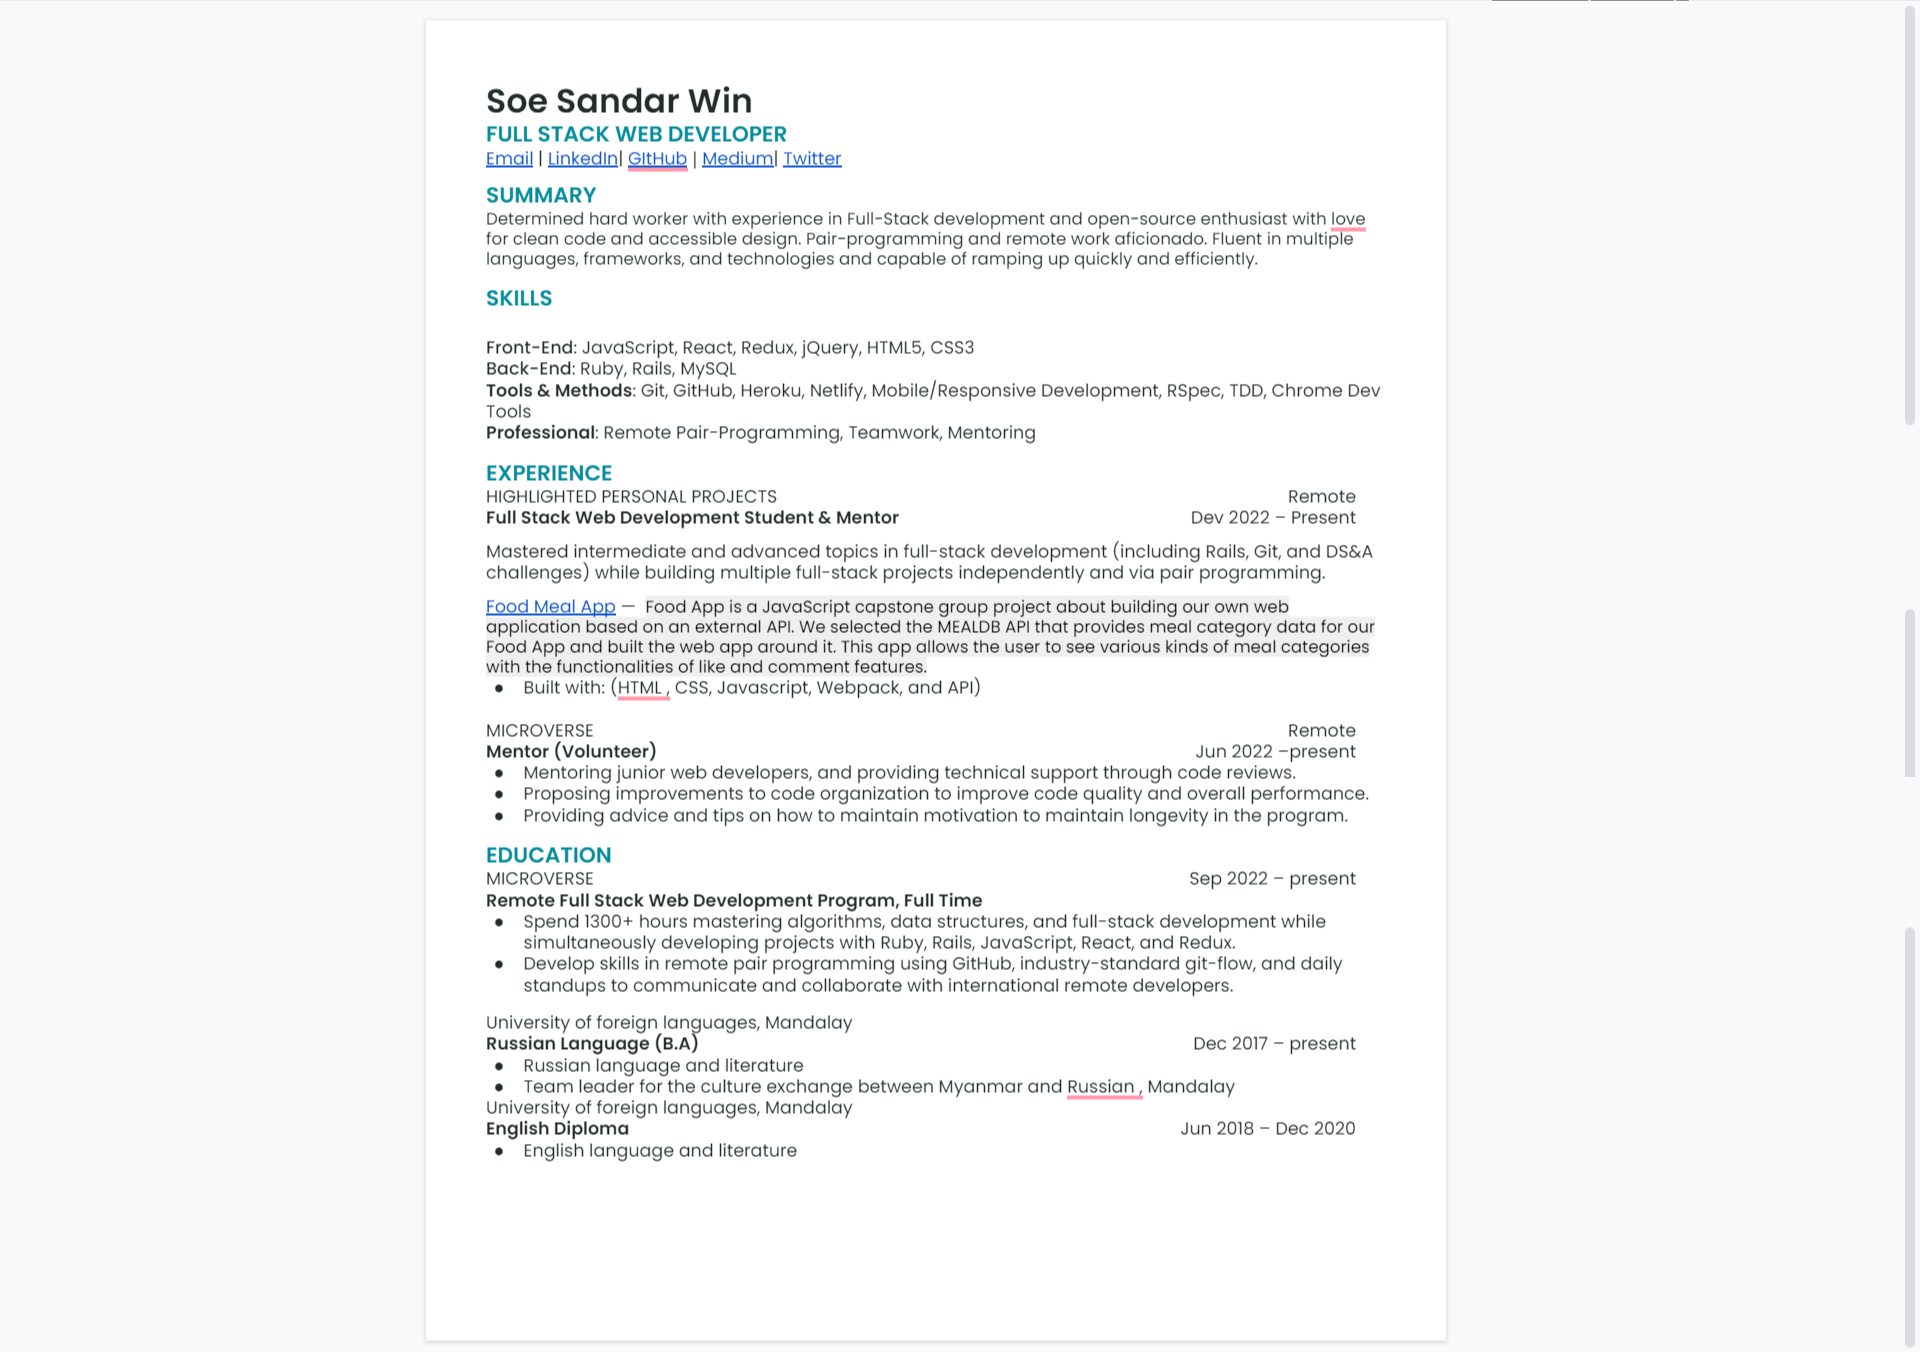 Soe Sandar Win
FULL STACK WEB DEVELOPER
Email | LinkedIn| GItHub | Medium| Twitter
SUMMARY
Determined hard worker with experience in Full-Stack development and open-source enthusiast with love
for clean code and accessible design. Pair-programming and remote work aficionado. Fluent in multiple
languages, frameworks, and technologies and capable of ramping up quickly and efficiently.
SKILLS
Front-End: JavaScript, React, Redux, jQuery, HTML5, CSS3
Back-End: Ruby, Rails, MySQL
Tools & Methods: Git, GitHub, Heroku, Netlify, Mobile/Responsive Development, RSpec, TDD, Chrome Dev
Tools
Professional: Remote Pair-Programming, Teamwork, Mentoring
EXPERIENCE
HIGHLIGHTED PERSONAL PROJECTS Remote
Full Stack Web Development Student & Mentor Dev 2022 – Present
Mastered intermediate and advanced topics in full-stack development (including Rails, Git, and DS&A
challenges) while building multiple full-stack projects independently and via pair programming.
Food Meal App — Food App is a JavaScript capstone group project about building our own web
application based on an external API. We selected the MEALDB API that provides meal category data for our
Food App and built the web app around it. This app allows the user to see various kinds of meal categories
with the functionalities of like and comment features.
● Built with: (HTML , CSS, Javascript, Webpack, and API)
MICROVERSE Remote
Mentor (Volunteer) Jun 2022 –present
● Mentoring junior web developers, and providing technical support through code reviews.
● Proposing improvements to code organization to improve code quality and overall performance.
● Providing advice and tips on how to maintain motivation to maintain longevity in the program.
EDUCATION
MICROVERSE Sep 2022 – present
Remote Full Stack Web Development Program, Full Time
● Spend 1300+ hours mastering algorithms, data structures, and full-stack development while
simultaneously developing projects with Ruby, Rails, JavaScript, React, and Redux.
● Develop skills in remote pair programming using GitHub, industry-standard git-flow, and daily
standups to communicate and collaborate with international remote developers.
University of foreign languages, Mandalay
Russian Language (B.A) Dec 2017 – present
● Russian language and literature
● Team leader for the culture exchange between Myanmar and Russian , Mandalay
University of foreign languages, Mandalay
English Diploma Jun 2018 – Dec 2020
● English language and literature